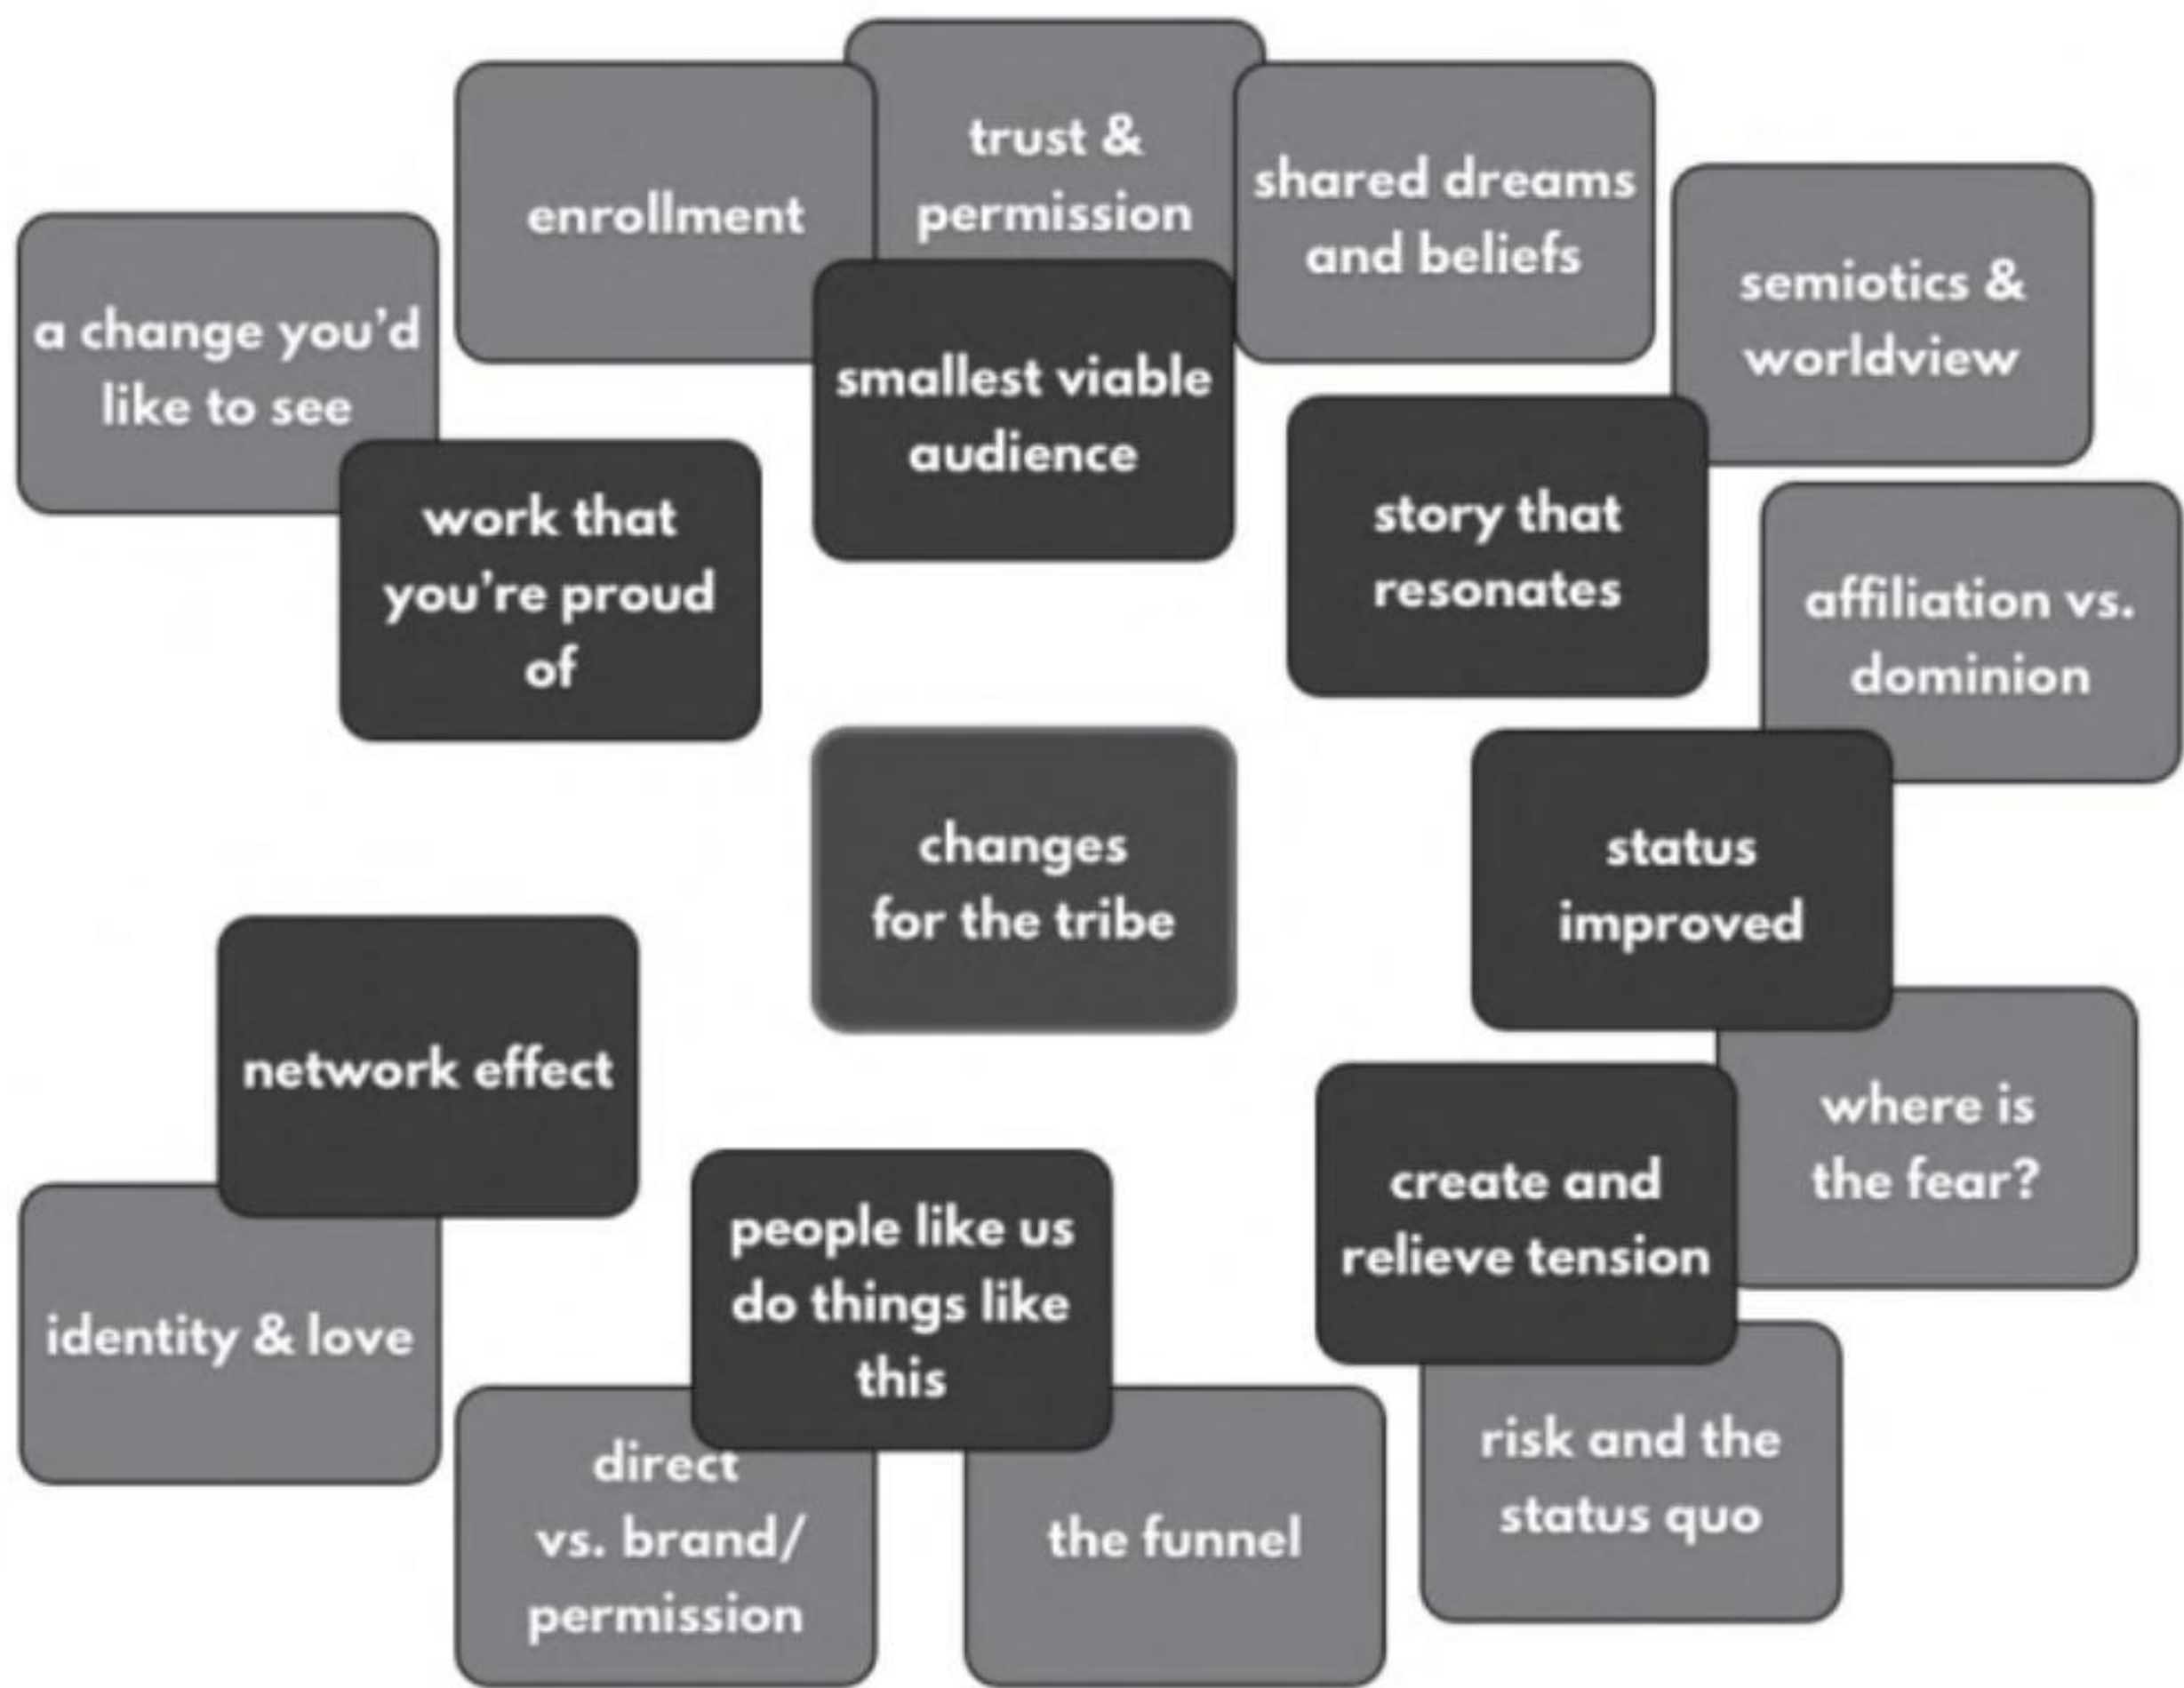 trust &
permission
enrollment
shared dreams
and beliefs
semiotics &
worldview
a change you'd
like to see
smallest viable
audience
story that
resonates
work that
you're proud
of
affiliation vs.
dominion
changes
for the tribe
status
improved
network effect
where is
the fear?
create and
relieve tension
people like us
do things like
this
identity & love
direct
vs. brand/
permission
the funnel
risk and the
status quo